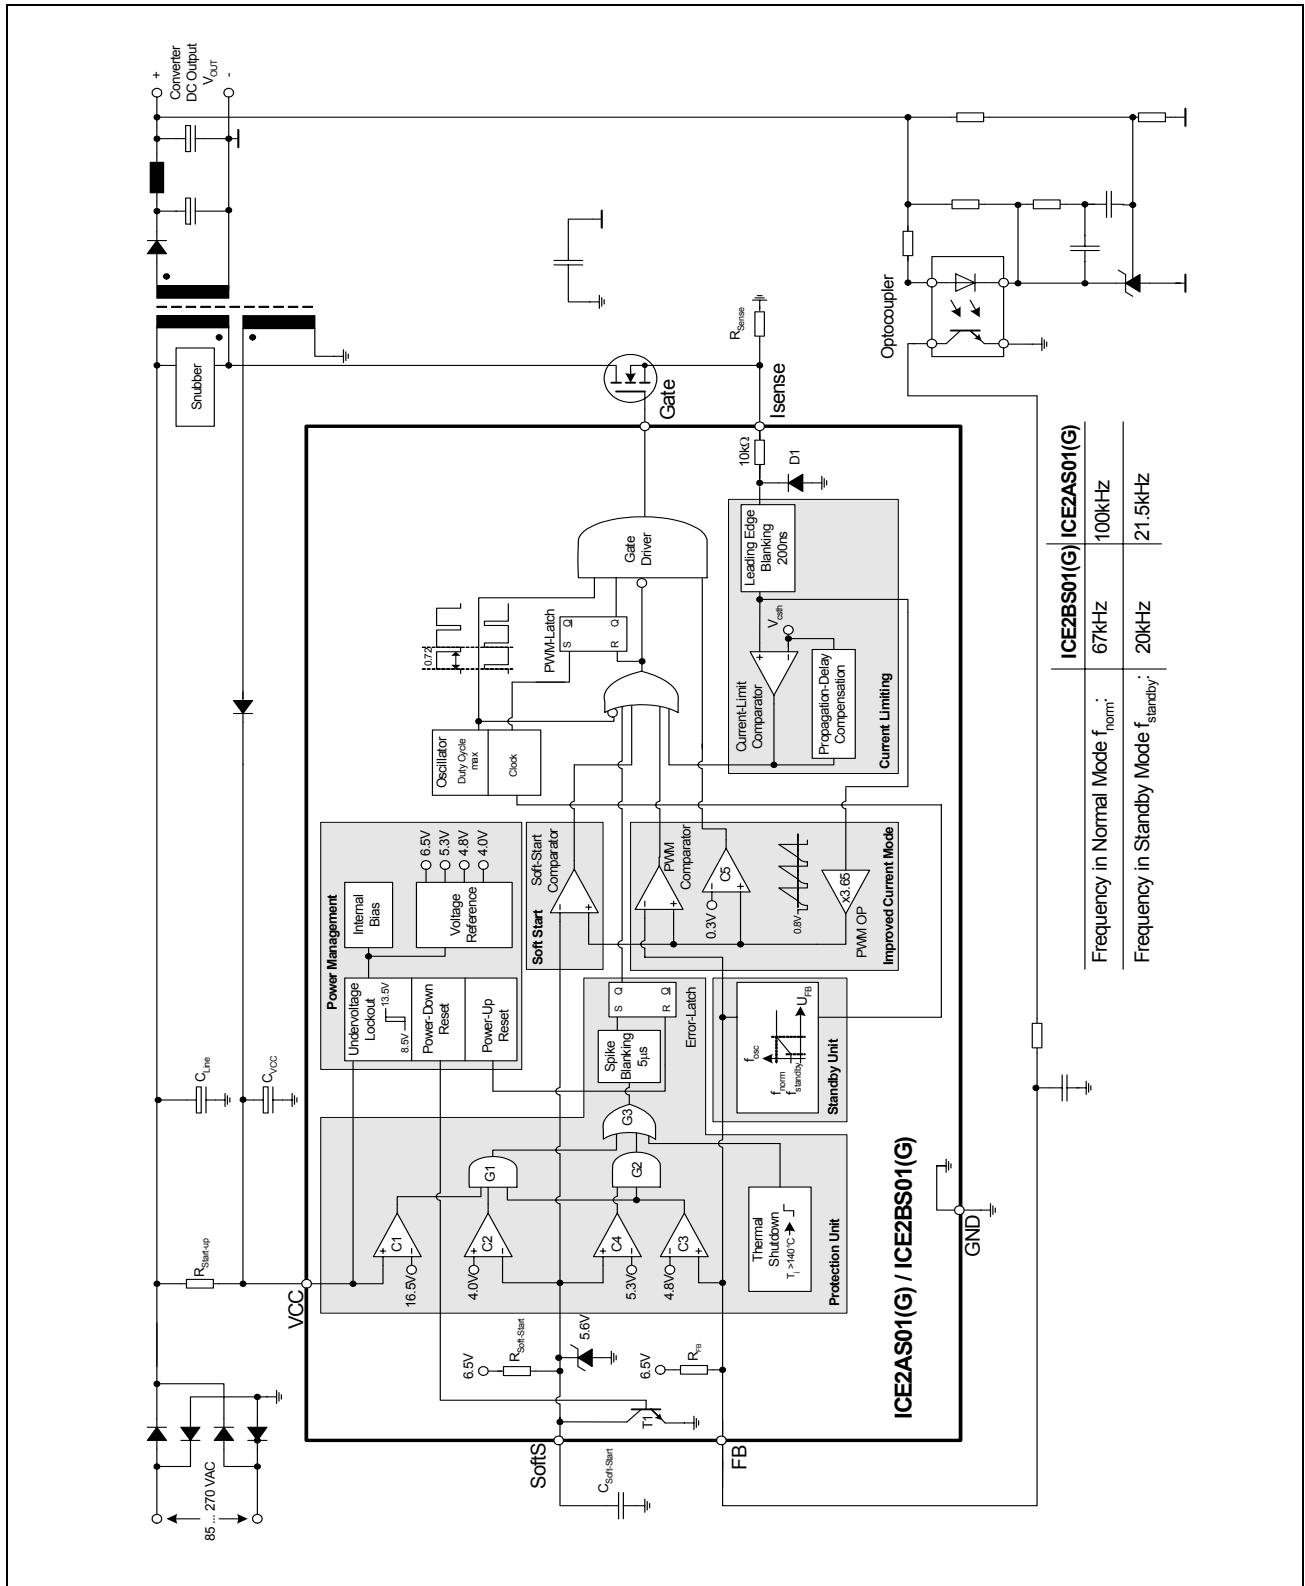 +
Converter
DC Output
V_OUT
-
Snubber
85 ... 270 VAC
R_Start-up
C_Line
C_VCC
VCC
Power Management
Undervoltage
Lockout
13.5V
8.5V
Power-Down
Reset
Power-Up
Reset
Internal
Bias
Voltage
Reference
6.5V
5.3V
4.8V
4.0V
Oscillator
Duty Cycle
max
Clock
0.72
PWM-Latch
S Q
R Q
Gate
Driver
Gate
R_Sense
Isense
10kΩ
D1
Soft-Start
Comparator
Soft Start
16.5V
C1
4.0V
C2
G1
5.3V
C4
4.8V
C3
G2
G3
Spike
Blanking
5µs
S Q
R Q
Error-Latch
Thermal
Shutdown
T_j >140°C
Protection Unit
6.5V
R_Soft-Start
5.6V
SoftS
C_Soft-Start
T1
6.5V
R_FB
FB
PWM
Comparator
0.3V
C5
0.8V
x3.65
PWM OP
Improved Current Mode
f_osc
f_norm
f_standby
U_FB
Standby Unit
Leading Edge
Blanking
200ns
V_csth
Current-Limit
Comparator
Propagation-Delay
Compensation
Current Limiting
Optocoupler
GND
ICE2AS01(G) / ICE2BS01(G)
ICE2BS01(G) ICE2AS01(G)
Frequency in Normal Mode f_norm: 67kHz 100kHz
Frequency in Standby Mode f_standby: 20kHz 21.5kHz